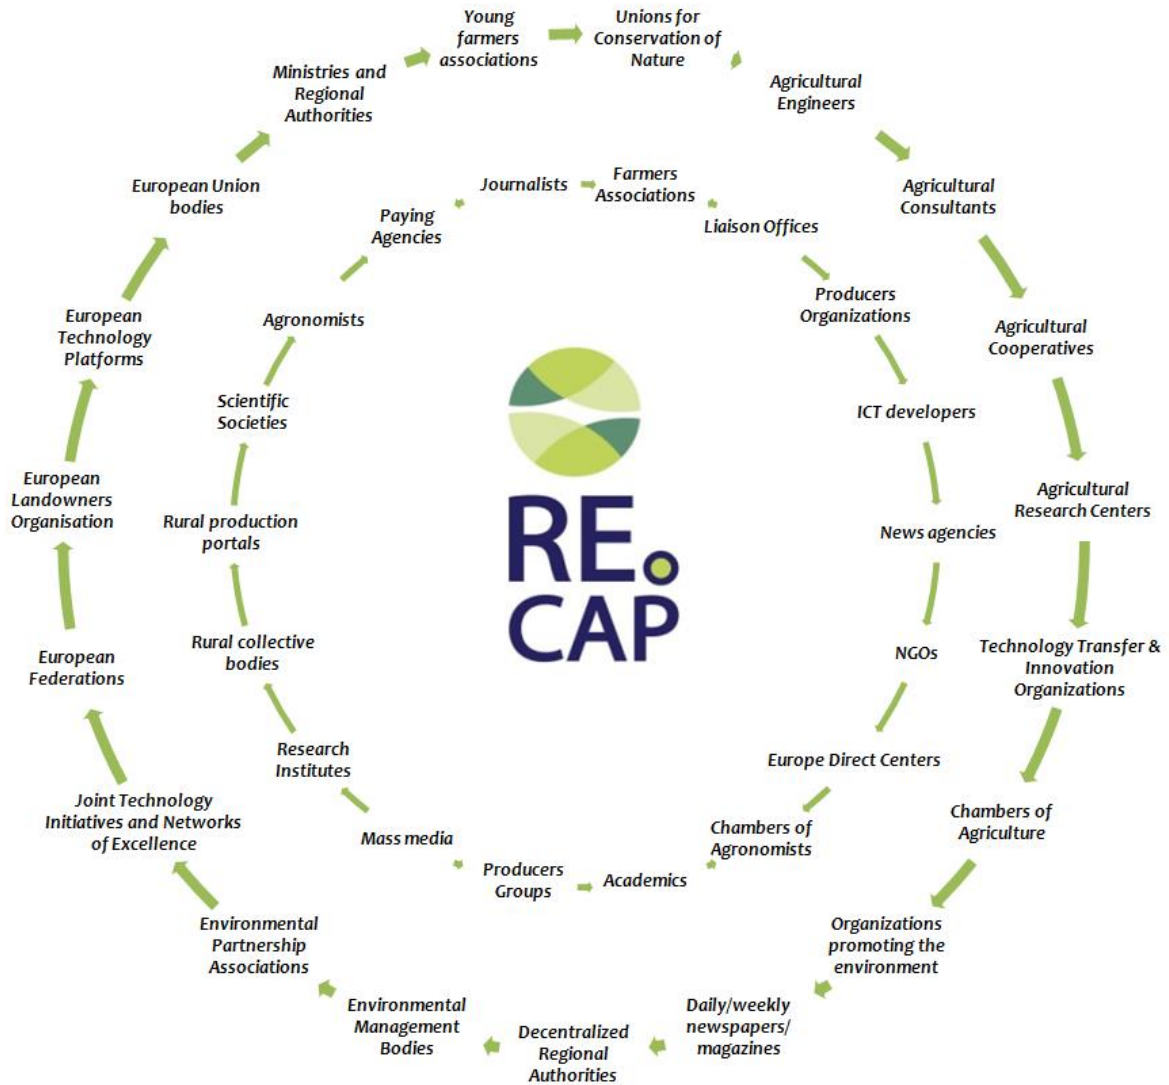 Young
farmers
associations
Unions for
Conservation of
Nature
Agricultural
Engineers
Agricultural
Consultants
Agricultural
Cooperatives
Agricultural
Research Centers
Technology Transfer &
Innovation
Organizations
Chambers of
Agriculture
Organizations
promoting the
environment
Daily/weekly
newspapers/
magazines
Decentralized
Regional
Authorities
Environmental
Management
Bodies
Environmental
Partnership
Associations
Joint Technology
Initiatives and Networks
of Excellence
European
Federations
European
Landowners
Organisation
European
Technology
Platforms
European Union
bodies
Ministries and
Regional
Authorities
Journalists
Farmers
Associations
Liaison Offices
Producers
Organizations
ICT developers
News agencies
NGOs
Europe Direct Centers
Chambers of
Agronomists
Academics
Producers
Groups
Mass media
Research
Institutes
Rural collective
bodies
Rural production
portals
Scientific
Societies
Agronomists
Paying
Agencies
RE.
CAP